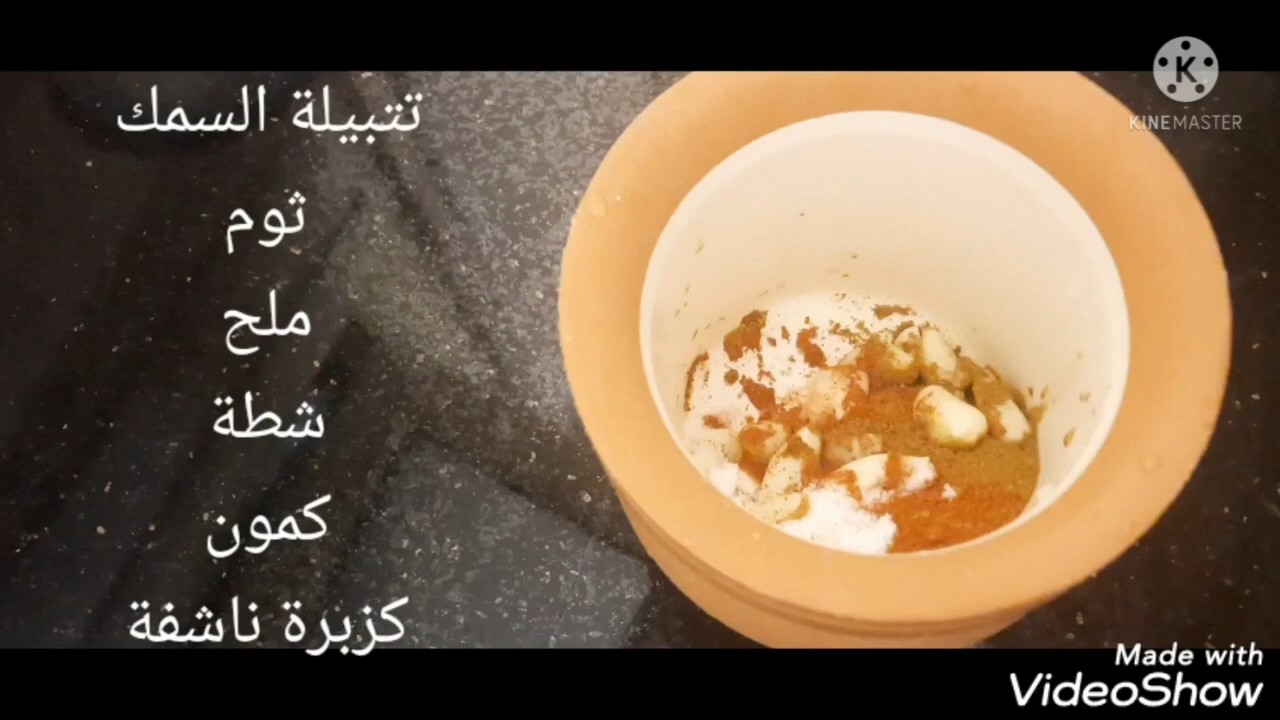 تتبيلة السمك
ثوم
ملح
شطة
كمون
كزبرة ناشفة
K
KINEMASTER
Made with
VideoShow